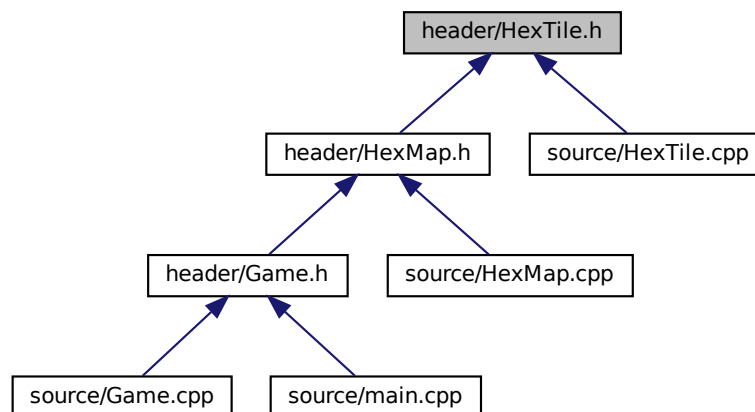 header/HexTile.h
header/HexMap.h
source/HexTile.cpp
header/Game.h
source/HexMap.cpp
source/Game.cpp
source/main.cpp